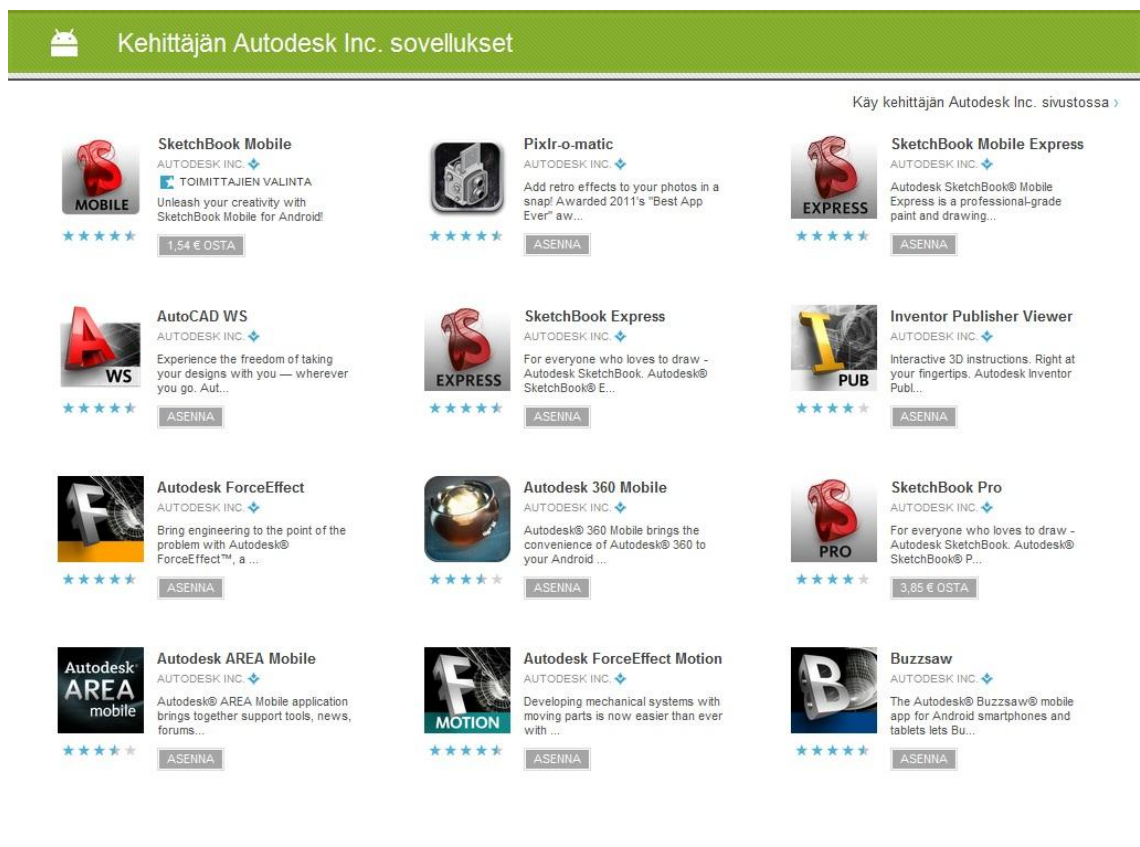 Kehittäjän Autodesk Inc. sovellukset
Käy kehittäjän Autodesk Inc. sivustossa ›
MOBILE
SketchBook Mobile
AUTODESK INC.
TOIMITTAJIEN VALINTA
Unleash your creativity with
SketchBook Mobile for Android!
1,54 € OSTA
Pixlr-o-matic
AUTODESK INC.
Add retro effects to your photos in a
snap! Awarded 2011's "Best App
Ever" aw...
ASENNA
EXPRESS
SketchBook Mobile Express
AUTODESK INC.
Autodesk SketchBook® Mobile
Express is a professional-grade
paint and drawing...
ASENNA
WS
AutoCAD WS
AUTODESK INC.
Experience the freedom of taking
your designs with you — wherever
you go. Aut...
ASENNA
EXPRESS
SketchBook Express
AUTODESK INC.
For everyone who loves to draw -
Autodesk SketchBook. Autodesk®
SketchBook® E...
ASENNA
PUB
Inventor Publisher Viewer
AUTODESK INC.
Interactive 3D instructions. Right at
your fingertips. Autodesk Inventor
Publ...
ASENNA
Autodesk ForceEffect
AUTODESK INC.
Bring engineering to the point of the
problem with Autodesk®
ForceEffect™, a ...
ASENNA
Autodesk 360 Mobile
AUTODESK INC.
Autodesk® 360 Mobile brings the
convenience of Autodesk® 360 to
your Android ...
ASENNA
PRO
SketchBook Pro
AUTODESK INC.
For everyone who loves to draw -
Autodesk SketchBook. Autodesk®
SketchBook® P...
3,85 € OSTA
Autodesk
AREA
mobile
Autodesk AREA Mobile
AUTODESK INC.
Autodesk® AREA Mobile application
brings together support tools, news,
forums...
ASENNA
MOTION
Autodesk ForceEffect Motion
AUTODESK INC.
Developing mechanical systems with
moving parts is now easier than ever
with ...
ASENNA
B
Buzzsaw
AUTODESK INC.
The Autodesk® Buzzsaw® mobile
app for Android smartphones and
tablets lets Bu...
ASENNA